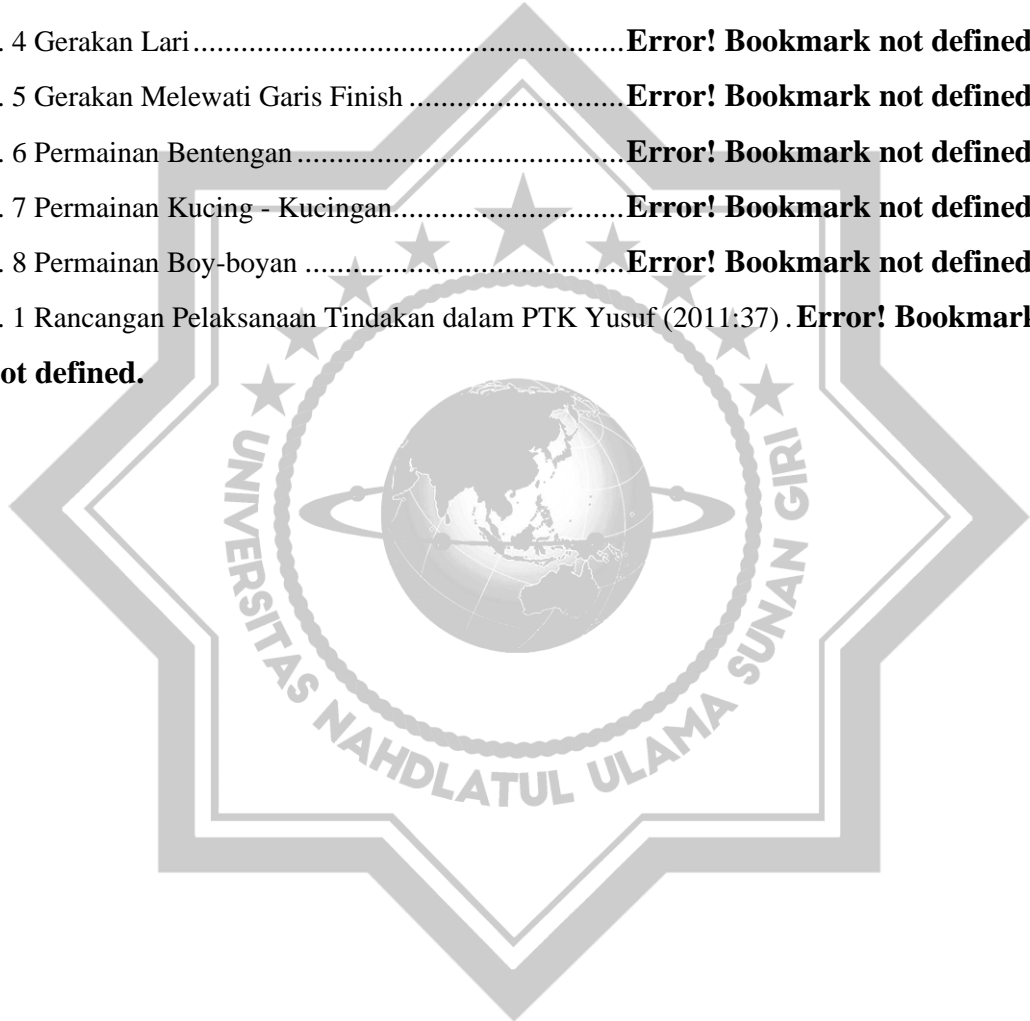 . 4 Gerakan Lari.......................................................Error! Bookmark not defined
. 5 Gerakan Melewati Garis Finish ...........................Error! Bookmark not defined
. 6 Permainan Bentengan..........................................Error! Bookmark not defined
. 7 Permainan Kucing - Kucingan.............................Error! Bookmark not defined
. 8 Permainan Boy-boyan .........................................Error! Bookmark not defined
. 1 Rancangan Pelaksanaan Tindakan dalam PTK Yusuf (2011:37) .Error! Bookmark
ot defined.
UNIVERSITAS NAHDLATUL ULAMA SUNAN GIRI